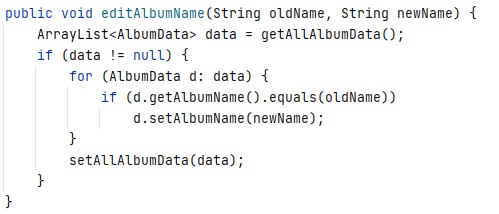 public void editAlbumName(String oldName, String newName) {
    ArrayList<AlbumData> data = getAllAlbumData();
    if (data != null) {
        for (AlbumData d: data) {
            if (d.getAlbumName().equals(oldName))
                d.setAlbumName(newName);
        }
        setAllAlbumData(data);
    }
}